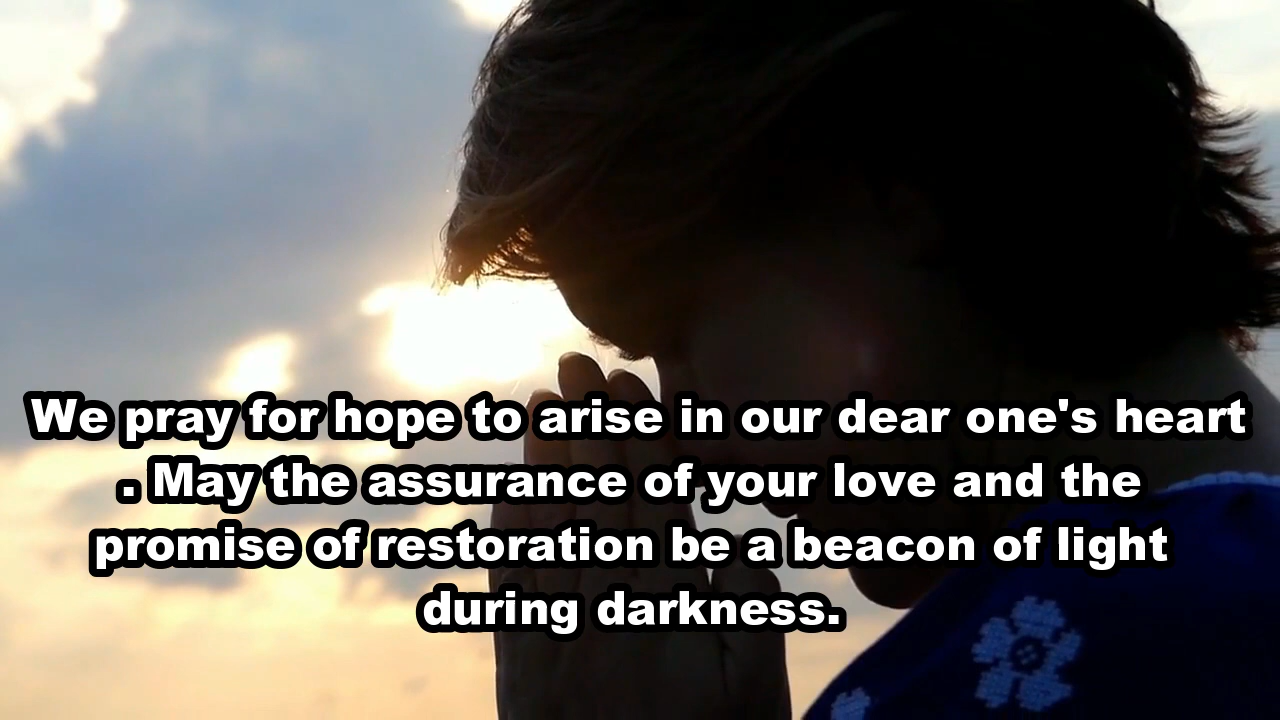 We pray for hope to arise in our dear one's heart
. May the assurance of your love and the
promise of restoration be a beacon of light
during darkness.